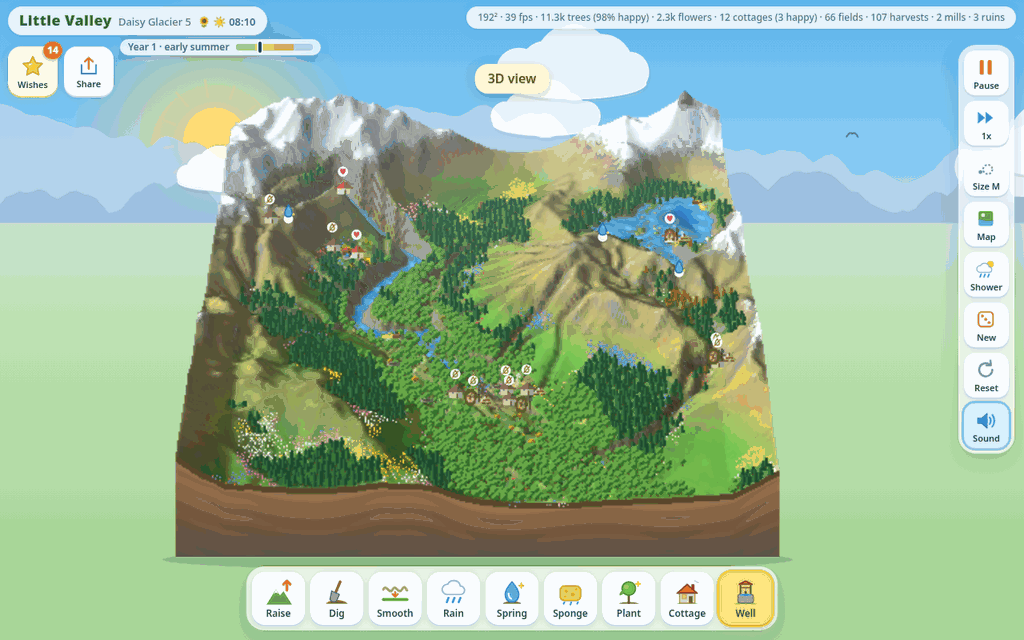 Little Valley Daisy Glacier 5 🌻 ☀️ 08:10
192² · 39 fps · 11.3k trees (98% happy) · 2.3k flowers · 12 cottages (3 happy) · 66 fields · 107 harvests · 2 mills · 3 ruins
Year 1 · early summer
14
Wishes
Share
3D view
Pause
1x
Size M
Map
Shower
New
Reset
Sound
Raise
Dig
Smooth
Rain
Spring
Sponge
Plant
Cottage
Well